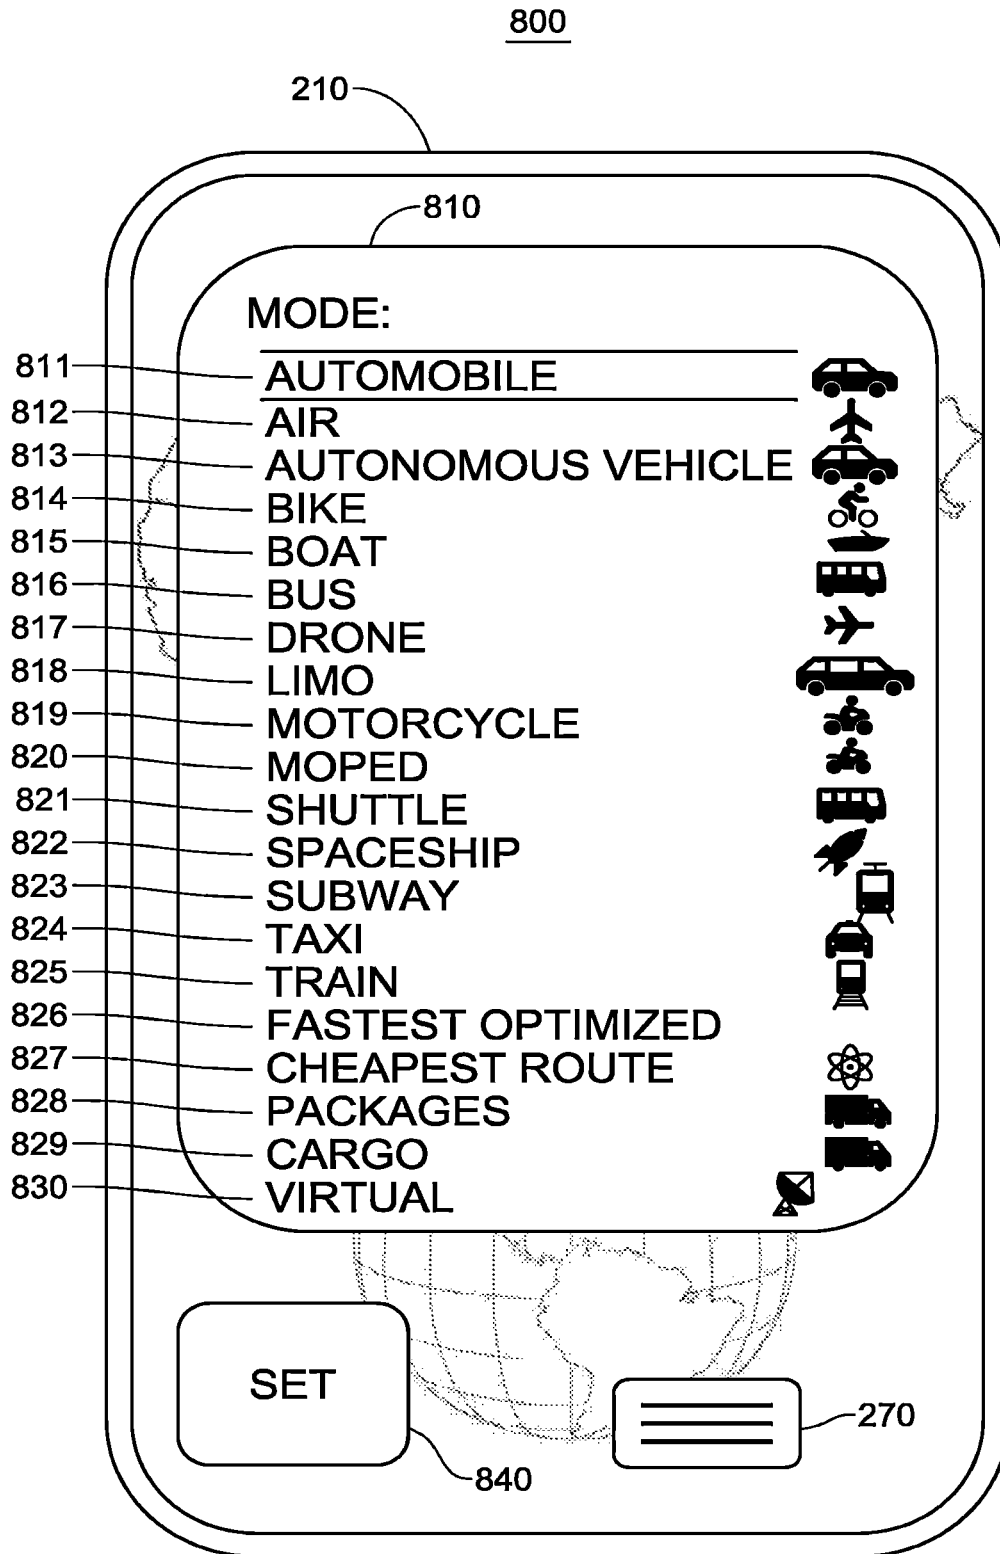 800
210
810
MODE:
811 AUTOMOBILE
812 AIR
813 AUTONOMOUS VEHICLE
814 BIKE
815 BOAT
816 BUS
817 DRONE
818 LIMO
819 MOTORCYCLE
820 MOPED
821 SHUTTLE
822 SPACESHIP
823 SUBWAY
824 TAXI
825 TRAIN
826 FASTEST OPTIMIZED
827 CHEAPEST ROUTE
828 PACKAGES
829 CARGO
830 VIRTUAL
SET
270
840